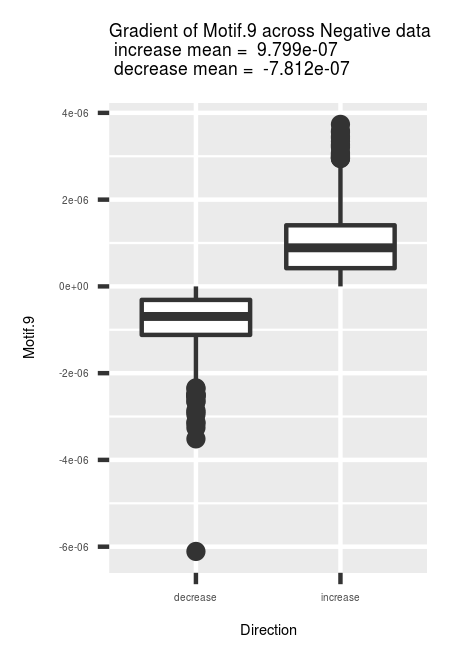 Gradient of Motif.9 across Negative data
increase mean =  9.799e-07
decrease mean =  -7.812e-07
4e-06
2e-06
0e+00
-2e-06
-4e-06
-6e-06
Motif.9
decrease
increase
Direction